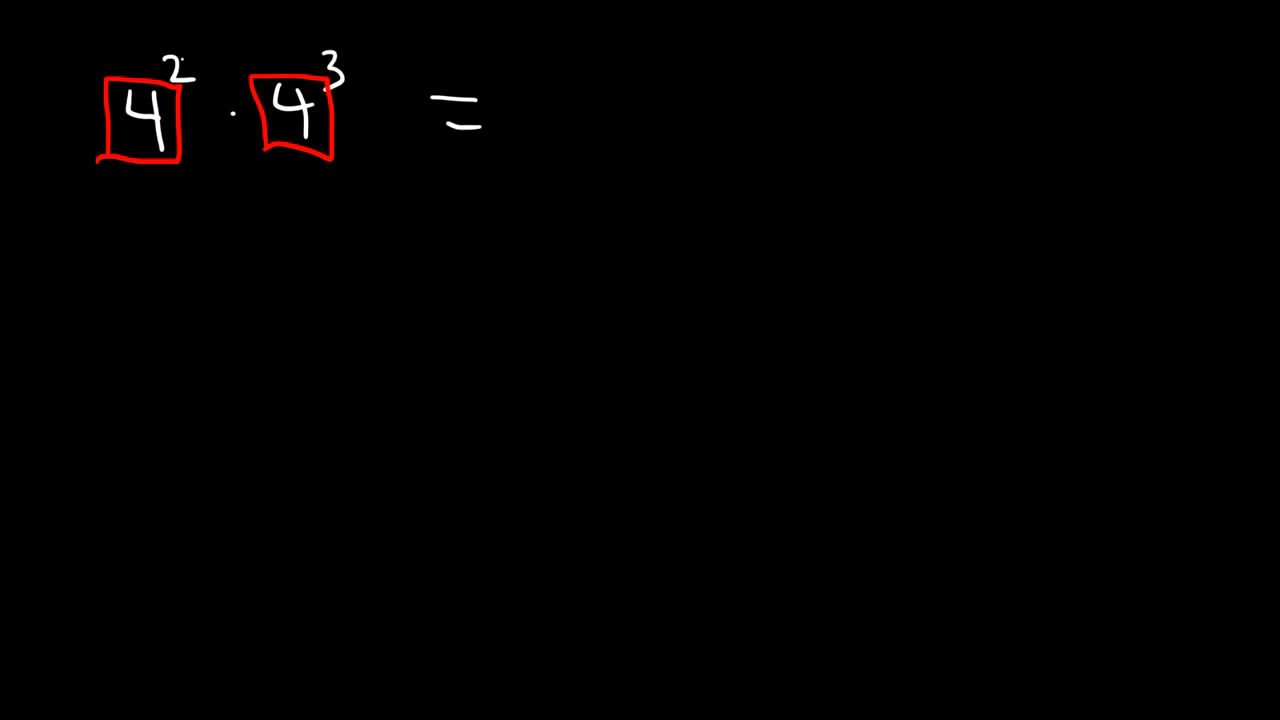 4² · 4³ =